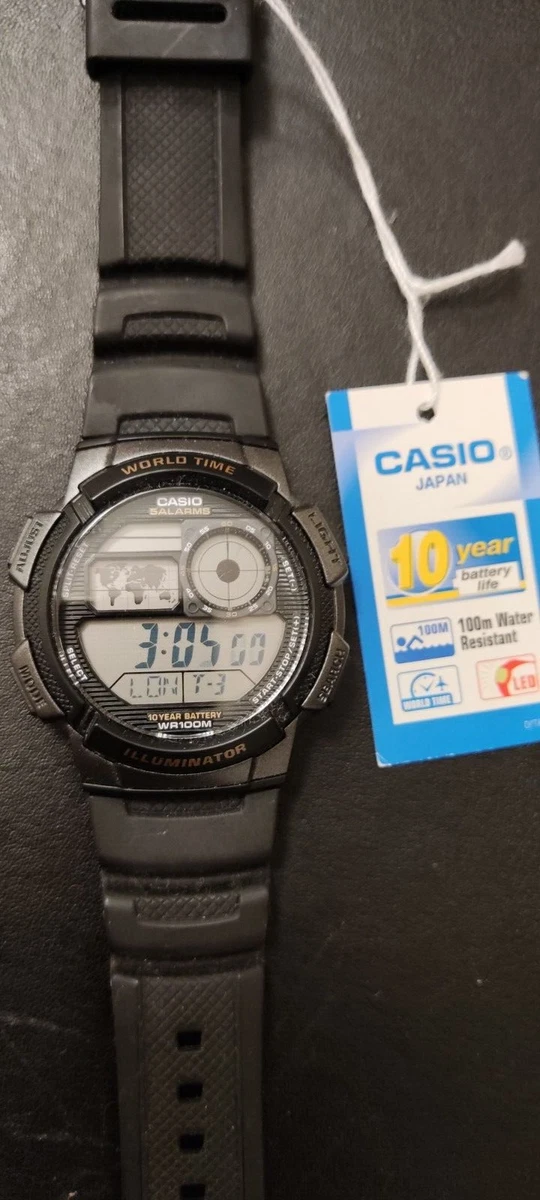 WORLD TIME
CASIO
5 ALARMS
ADJUST
LIGHT
3:05 00
LON T-3
SELECT
MODE
SEARCH
10 YEAR BATTERY
WR100M
ILLUMINATOR
CASIO®
JAPAN
10 year
battery
life
100M
100m Water
Resistant
WORLD TIME
LED